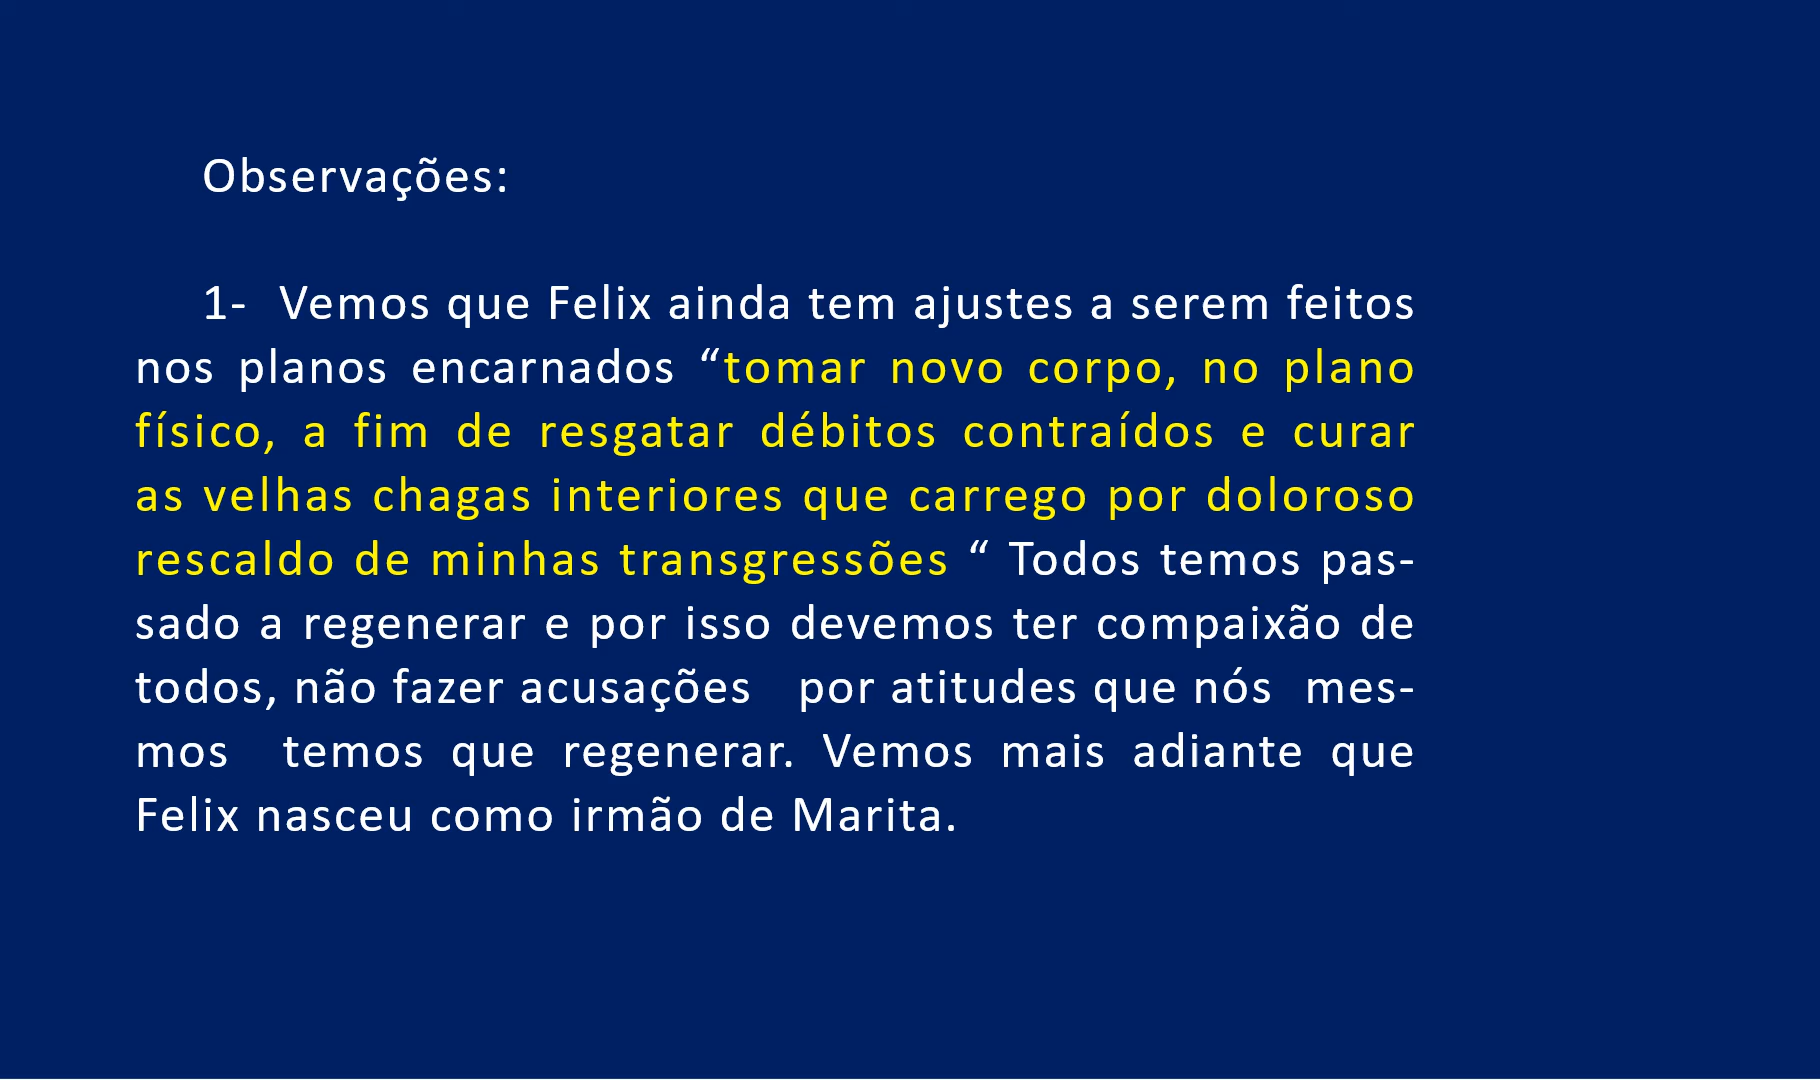 Observações:
1- Vemos que Felix ainda tem ajustes a serem feitos
nos planos encarnados “tomar novo corpo, no plano
físico, a fim de resgatar débitos contraídos e curar
as velhas chagas interiores que carrego por doloroso
rescaldo de minhas transgressões “ Todos temos pas-
sado a regenerar e por isso devemos ter compaixão de
todos, não fazer acusações por atitudes que nós mes-
mos temos que regenerar. Vemos mais adiante que
Felix nasceu como irmão de Marita.